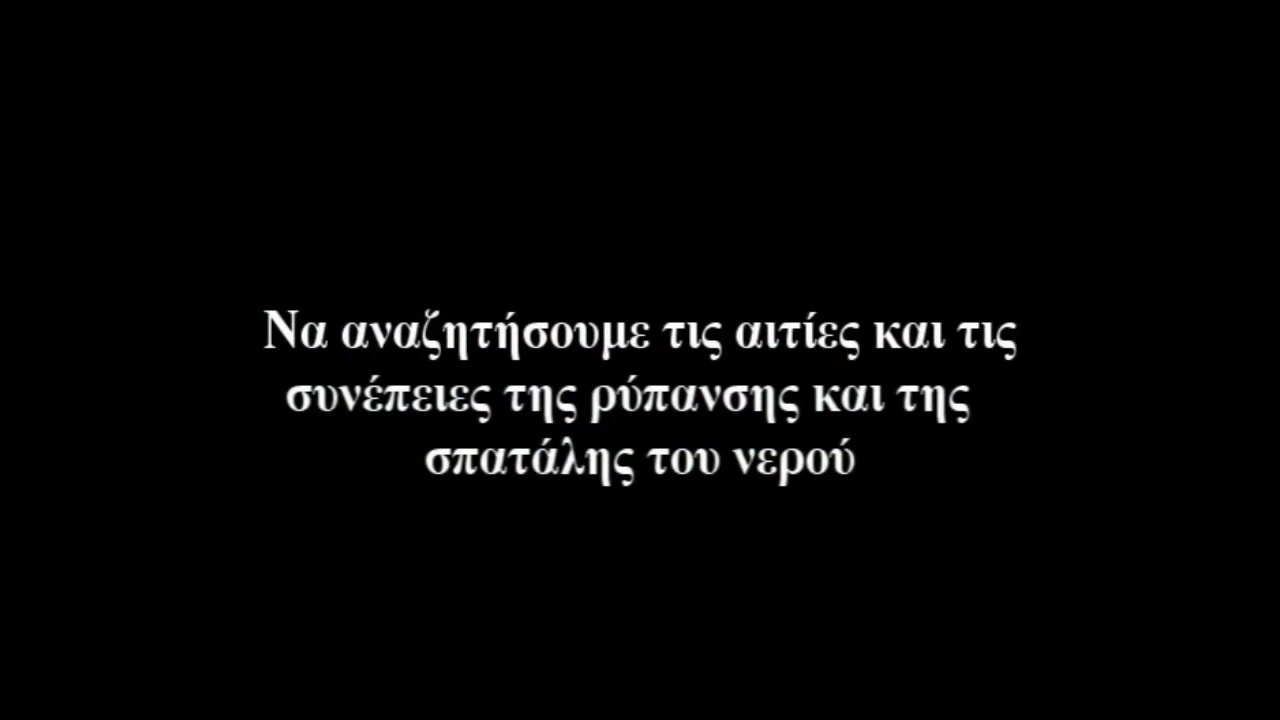 Να αναζητήσουμε τις αιτίες και τις
συνέπειες της ρύπανσης και της
σπατάλης του νερού